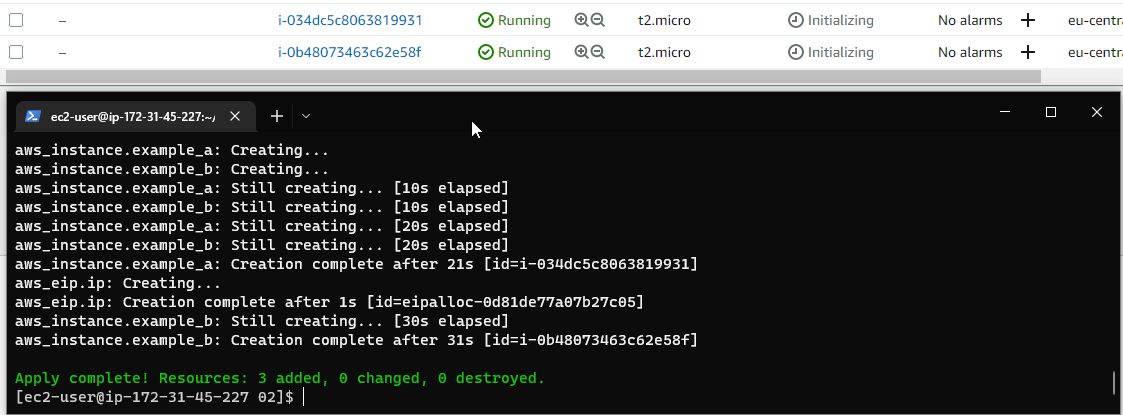 – i-034dc5c8063819931 Running t2.micro Initializing No alarms + eu-centra
– i-0b48073463c62e58f Running t2.micro Initializing No alarms + eu-centra
ec2-user@ip-172-31-45-227:~/
aws_instance.example_a: Creating...
aws_instance.example_b: Creating...
aws_instance.example_a: Still creating... [10s elapsed]
aws_instance.example_b: Still creating... [10s elapsed]
aws_instance.example_a: Still creating... [20s elapsed]
aws_instance.example_b: Still creating... [20s elapsed]
aws_instance.example_a: Creation complete after 21s [id=i-034dc5c8063819931]
aws_eip.ip: Creating...
aws_eip.ip: Creation complete after 1s [id=eipalloc-0d81de77a07b27c05]
aws_instance.example_b: Still creating... [30s elapsed]
aws_instance.example_b: Creation complete after 31s [id=i-0b48073463c62e58f]
Apply complete! Resources: 3 added, 0 changed, 0 destroyed.
[ec2-user@ip-172-31-45-227 02]$